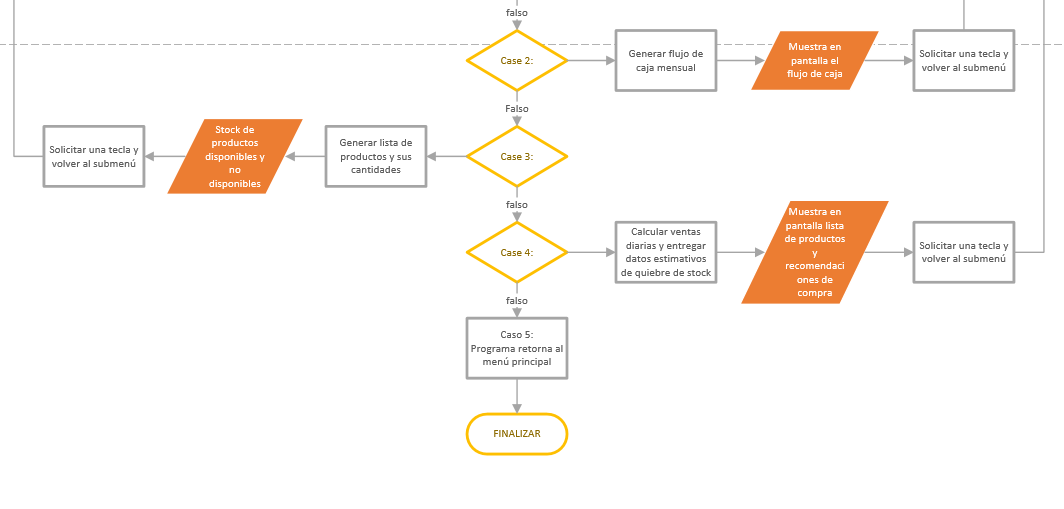 falso
Case 2:
Generar flujo de
caja mensual
Muestra en
pantalla el
flujo de caja
Solicitar una tecla y
volver al submenú
Falso
Solicitar una tecla y
volver al submenú
Stock de
productos
disponibles y
no
disponibles
Generar lista de
productos y sus
cantidades
Case 3:
falso
Case 4:
Calcular ventas
diarias y entregar
datos estimativos
de quiebre de stock
Muestra en
pantalla lista
de productos
y
recomendaci
ones de
compra
Solicitar una tecla y
volver al submenú
falso
Caso 5:
Programa retorna al
menú principal
FINALIZAR